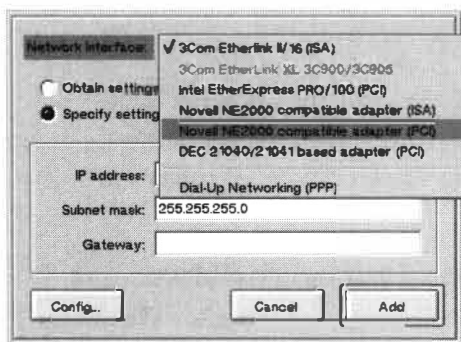 Network interface:
✓ 3Com Etherlink II/16 (ISA)
3Com EtherLink XL 3C900/3C905
Intel EtherExpress PRO/100 (PCI)
Novell NE2000 compatible adapter (ISA)
Novell NE2000 compatible adapter (PCI)
DEC 21040/21041 based adapter (PCI)
Dial-Up Networking (PPP)
Obtain settings
Specify setting
IP address:
Subnet mask: 255.255.255.0
Gateway:
Config...
Cancel
Add